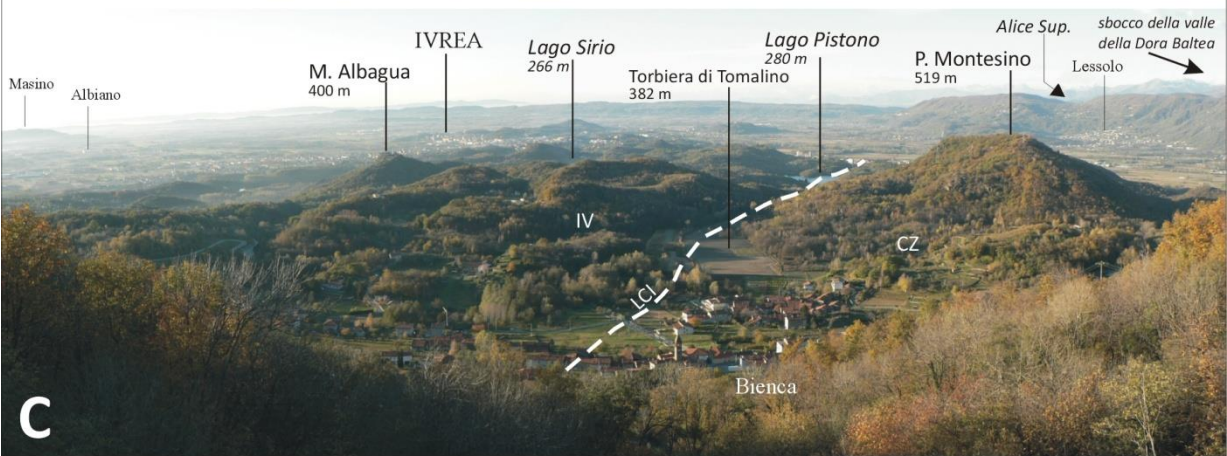 Masino
Albiano
M. Albagua
400 m
IVREA
Lago Sirio
266 m
Torbiera di Tomalino
382 m
Lago Pistono
280 m
P. Montesino
519 m
Alice Sup.
Lessolo
sbocco della valle
della Dora Baltea
IV
CZ
LCI
Bienca
C